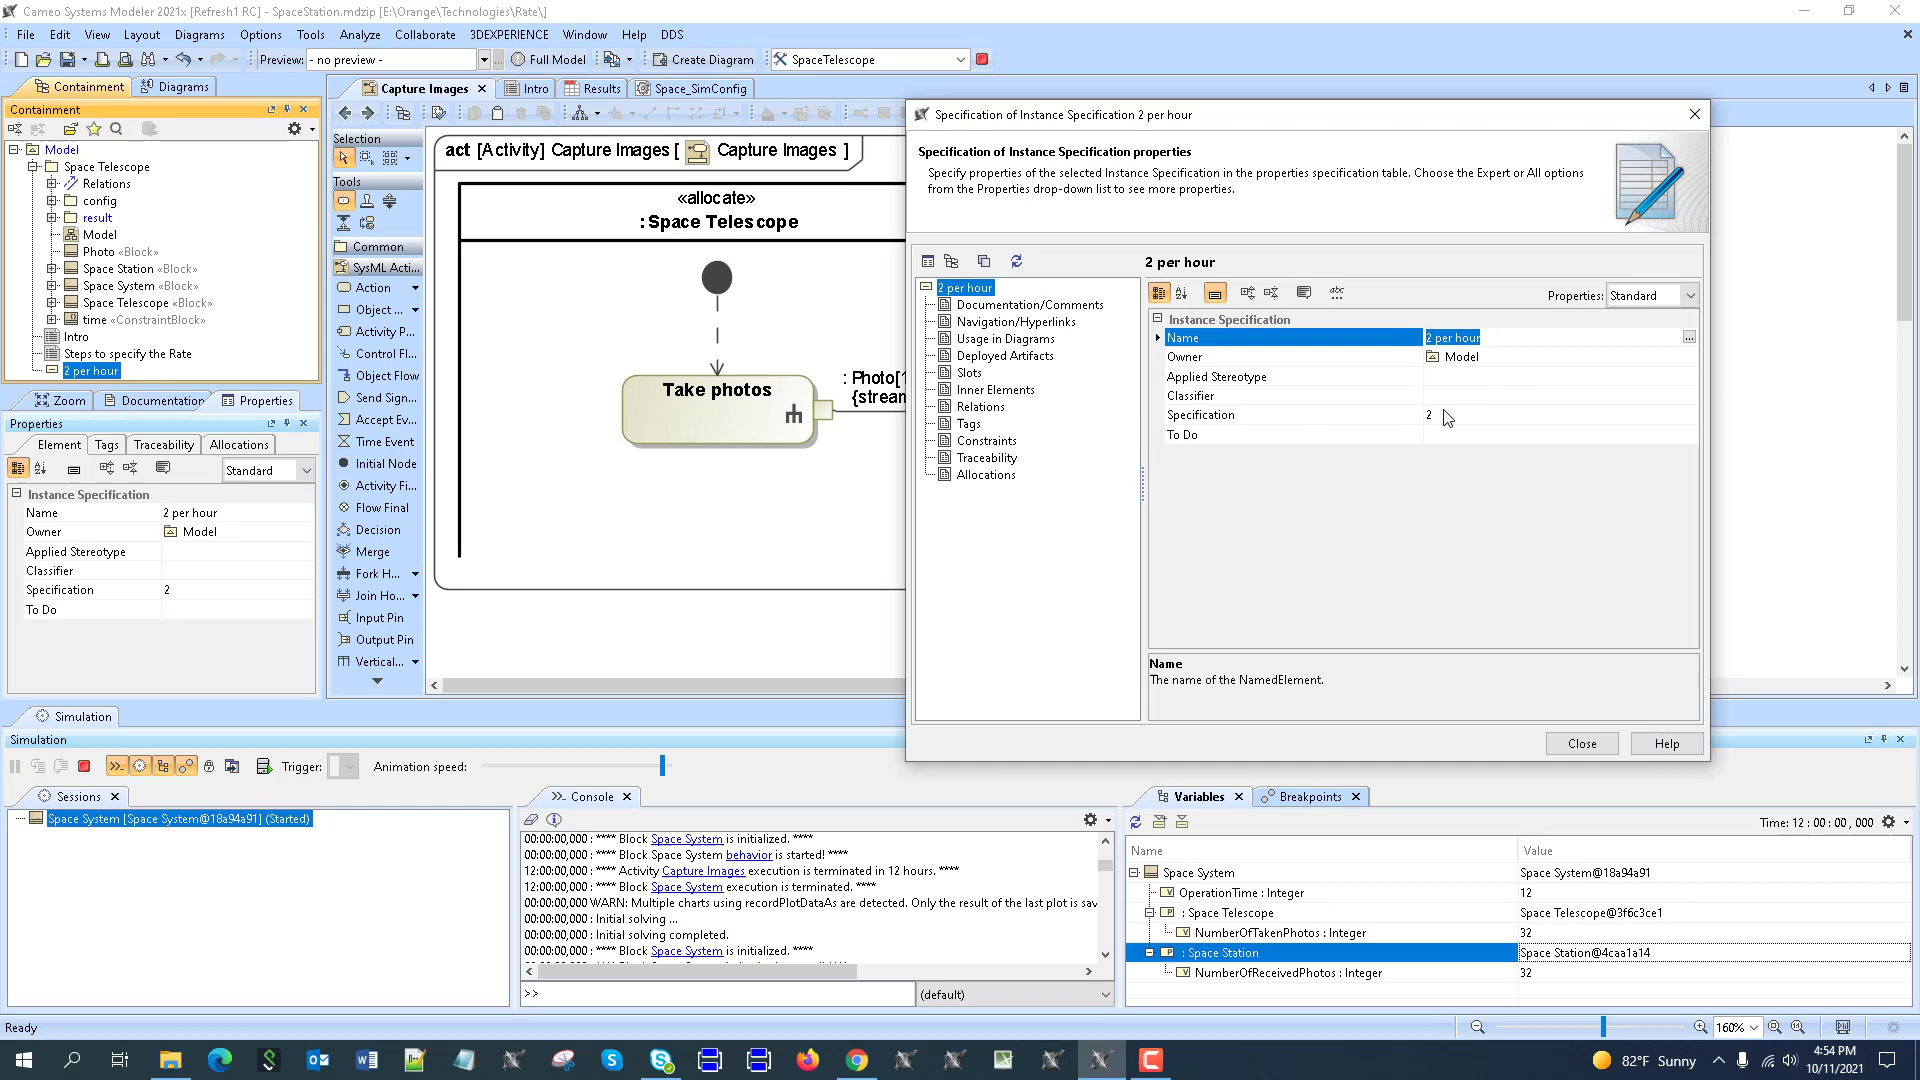 Cameo Systems Modeler 2021x [Refresh1 RC] - SpaceStation.mdzip [E:\Orange\Technologies\Rate\]
File Edit View Layout Diagrams Options Tools Analyze Collaborate 3DEXPERIENCE Window Help DDS
Preview: - no preview - ... Full Model Create Diagram SpaceTelescope
Containment Diagrams
Capture Images Intro Results Space_SimConfig
Containment
Model
Space Telescope
Relations
config
result
Model
Photo «Block»
Space Station «Block»
Space System «Block»
Space Telescope «Block»
time «ConstraintBlock»
Intro
Steps to specify the Rate
2 per hour
Zoom Documentation Properties
Properties
Element Tags Traceability Allocations
Standard
Instance Specification
Name 2 per hour
Owner Model
Applied Stereotype
Classifier
Specification 2
To Do
Selection
Tools
Common
SysML Acti...
Action
Object ...
Activity P...
Control Fl...
Object Flow
Send Sign...
Accept Ev...
Time Event
Initial Node
Activity Fi...
Flow Final
Decision
Merge
Fork H...
Join Ho...
Input Pin
Output Pin
Vertical...
act [Activity] Capture Images [ Capture Images ]
«allocate»
: Space Telescope
Take photos
: Photo[1
{stream
Specification of Instance Specification 2 per hour
Specification of Instance Specification properties
Specify properties of the selected Instance Specification in the properties specification table. Choose the Expert or All options
from the Properties drop-down list to see more properties.
2 per hour
Documentation/Comments
Navigation/Hyperlinks
Usage in Diagrams
Deployed Artifacts
Slots
Inner Elements
Relations
Tags
Constraints
Traceability
Allocations
2 per hour
Properties: Standard
Instance Specification
Name 2 per hour ...
Owner Model
Applied Stereotype
Classifier
Specification 2
To Do
Name
The name of the NamedElement.
Close Help
Simulation
Simulation
Trigger: Animation speed:
Sessions
Space System [Space System@18a94a91] (Started)
Console
00:00:00,000 : **** Block Space System is initialized. ****
00:00:00,000 : **** Block Space System behavior is started! ****
12:00:00,000 : **** Activity Capture Images execution is terminated in 12 hours. ****
12:00:00,000 : **** Block Space System execution is terminated. ****
00:00:00,000 WARN: Multiple charts using recordPlotDataAs are detected. Only the result of the last plot is sav
00:00:00,000 : Initial solving ...
00:00:00,000 : Initial solving completed.
00:00:00,000 : **** Block Space System is initialized. ****
>> (default)
Variables Breakpoints
Time: 12 : 00 : 00 , 000
Name Value
Space System Space System@18a94a91
OperationTime : Integer 12
: Space Telescope Space Telescope@3f6c3ce1
NumberOfTakenPhotos : Integer 32
: Space Station Space Station@4caa1a14
NumberOfReceivedPhotos : Integer 32
Ready
160%
82°F Sunny
4:54 PM
10/11/2021